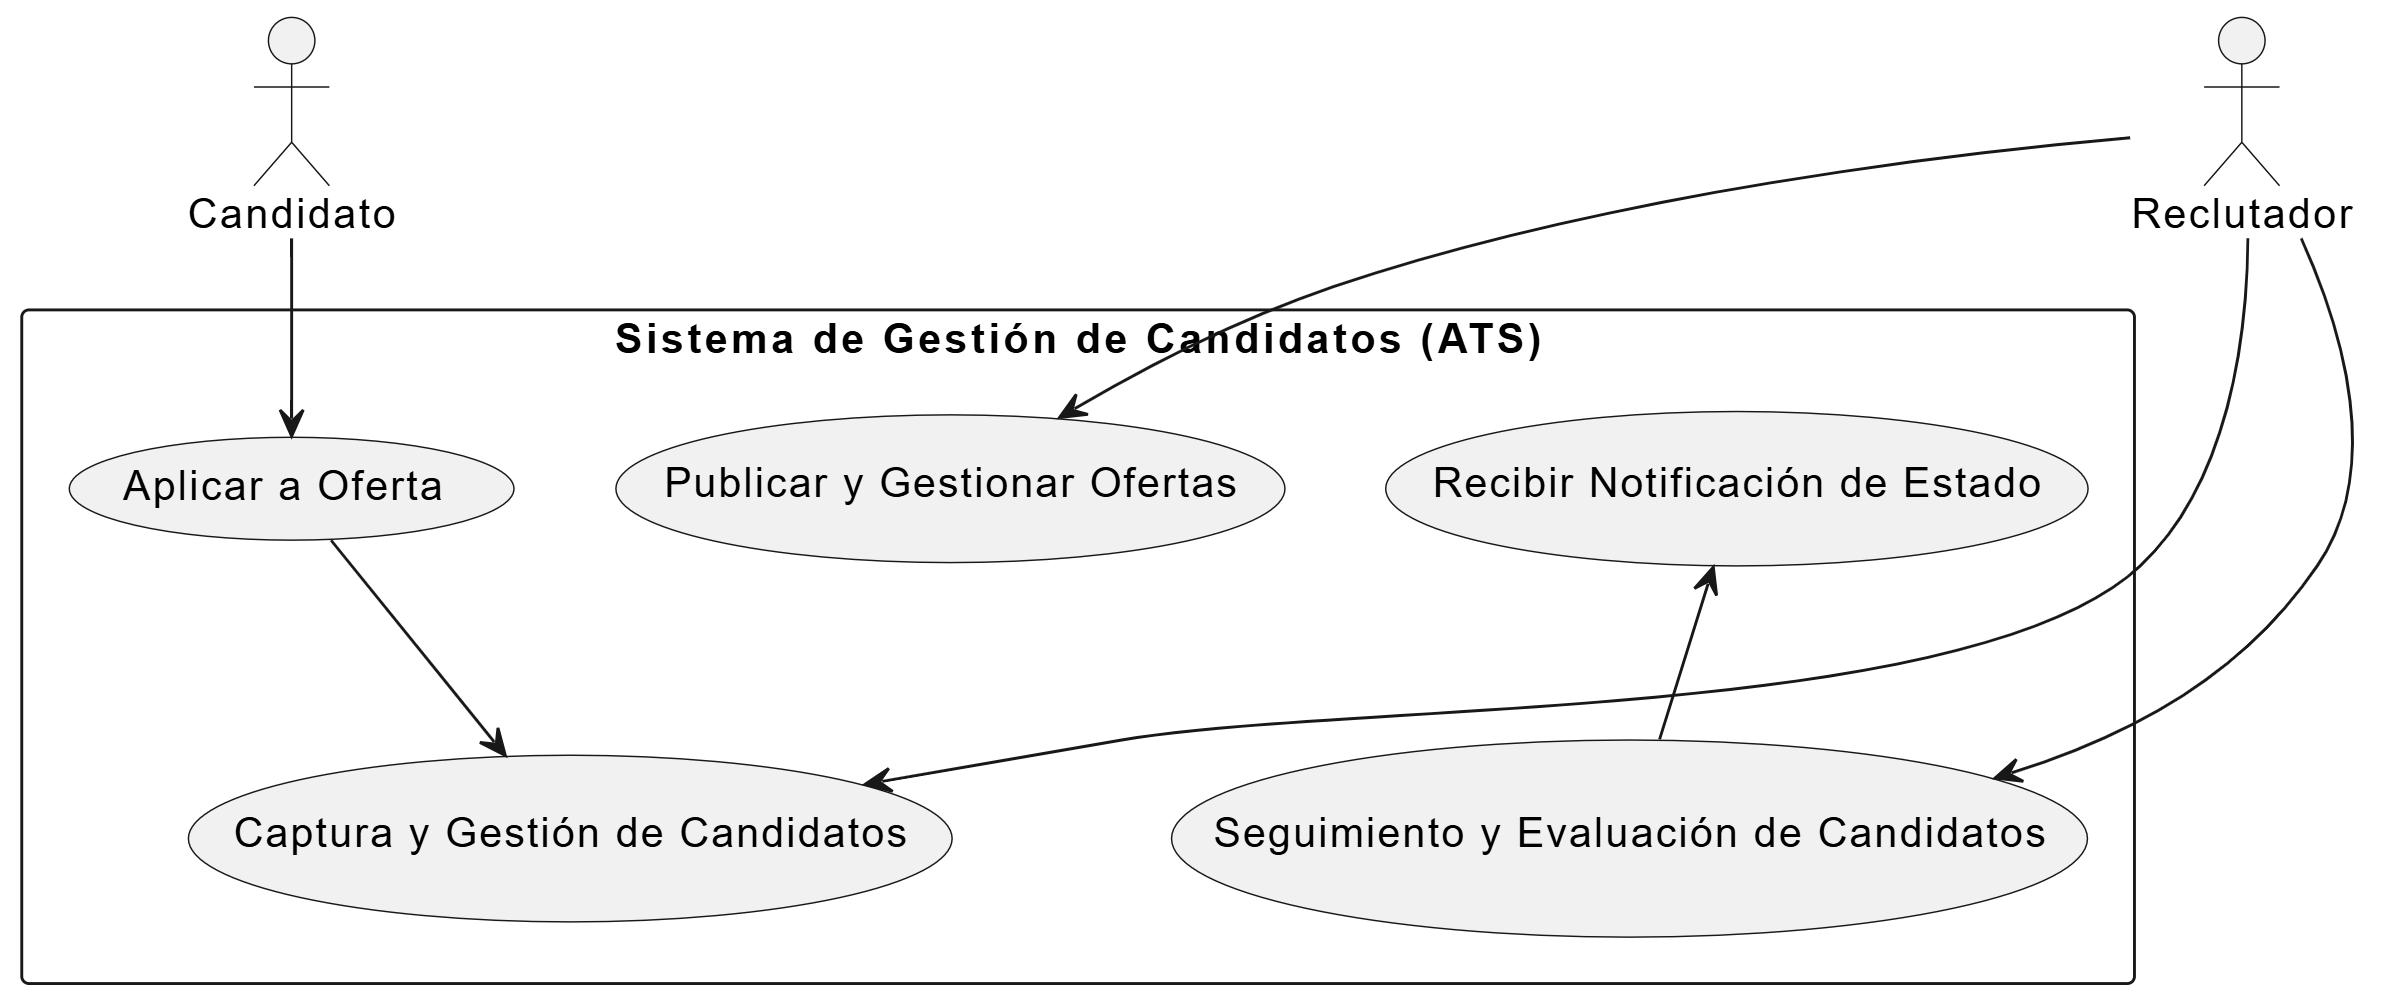 Candidato
Reclutador
Sistema de Gestión de Candidatos (ATS)
Aplicar a Oferta
Publicar y Gestionar Ofertas
Recibir Notificación de Estado
Captura y Gestión de Candidatos
Seguimiento y Evaluación de Candidatos